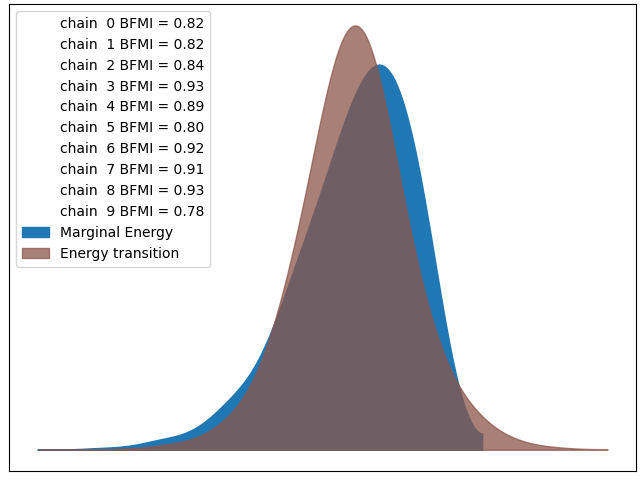 chain  0 BFMI = 0.82
chain  1 BFMI = 0.82
chain  2 BFMI = 0.84
chain  3 BFMI = 0.93
chain  4 BFMI = 0.89
chain  5 BFMI = 0.80
chain  6 BFMI = 0.92
chain  7 BFMI = 0.91
chain  8 BFMI = 0.93
chain  9 BFMI = 0.78
Marginal Energy
Energy transition